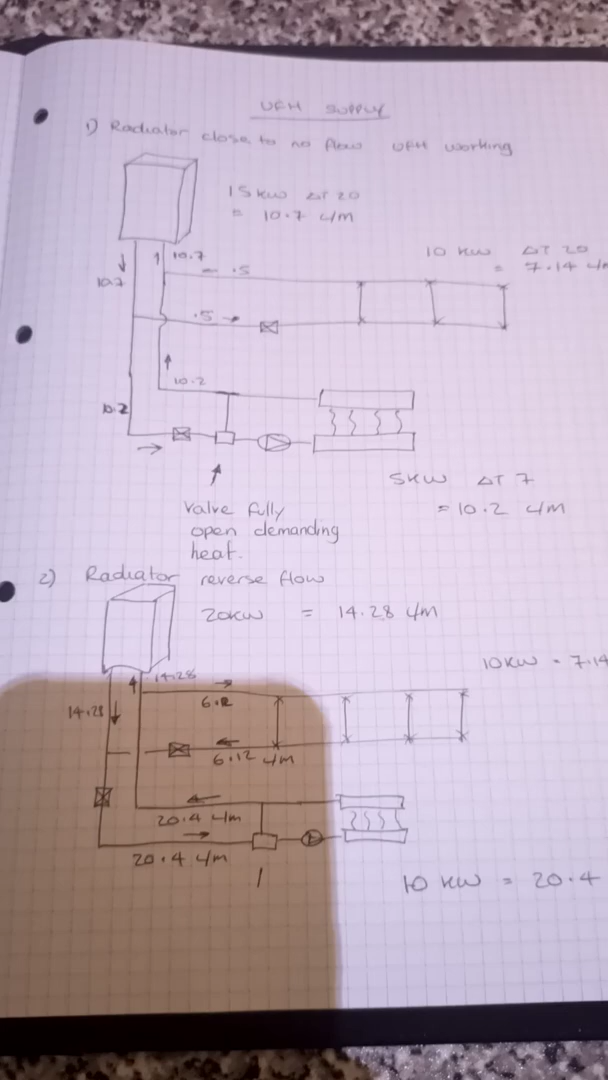 UFH SUPPLY
1) Radiator close to no flow UFH working
15 KW ΔT 20
= 10.7 L/M
10.7
.5
10 KW ΔT 20
= 7.14 L/M
10.7
.5
10.2
10.2
5KW ΔT 7
= 10.2 L/M
Valve fully
open demanding
heat.
2) Radiator reverse flow
20KW = 14.28 L/M
14.28
10KW = 7.14
14.28
6.12 L/M
20.4 L/M
20.4 L/M
10 KW = 20.4